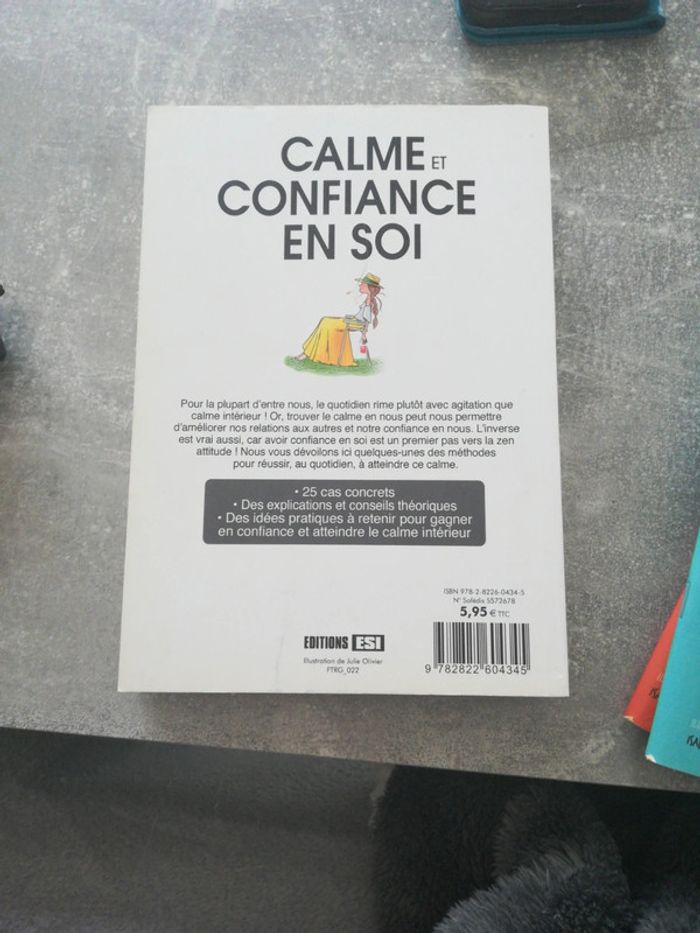 CALME ET
CONFIANCE
EN SOI
Pour la plupart d'entre nous, le quotidien rime plutôt avec agitation que
calme intérieur ! Or, trouver le calme en nous peut nous permettre
d'améliorer nos relations aux autres et notre confiance en nous. L'inverse
est vrai aussi, car avoir confiance en soi est un premier pas vers la zen
attitude ! Nous vous dévoilons ici quelques-unes des méthodes
pour réussir, au quotidien, à atteindre ce calme.
• 25 cas concrets
• Des explications et conseils théoriques
• Des idées pratiques à retenir pour gagner
en confiance et atteindre le calme intérieur
ISBN 978-2-8226-0434-5
N° Sofédis S572678
5,95 € TTC
EDITIONS ESI
Illustration de Julie Olivier
FTRG_022
9 782822 604345